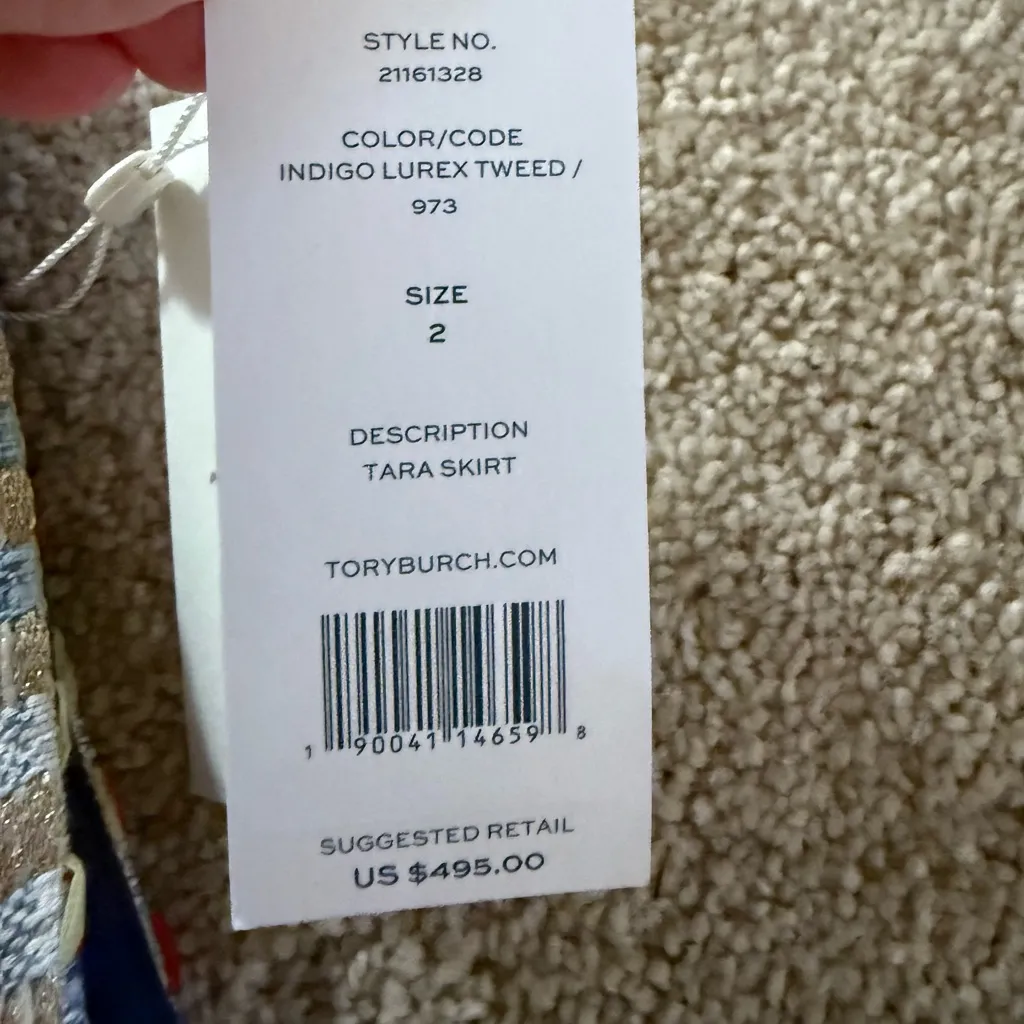 STYLE NO.
21161328
COLOR/CODE
INDIGO LUREX TWEED /
973
SIZE
2
DESCRIPTION
TARA SKIRT
TORYBURCH.COM
1 90041 14659 8
SUGGESTED RETAIL
US $495.00